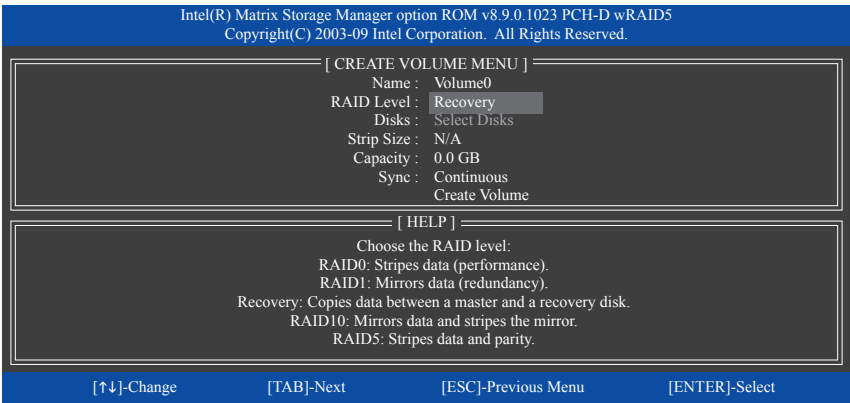 Intel(R) Matrix Storage Manager option ROM v8.9.0.1023 PCH-D wRAID5
Copyright(C) 2003-09 Intel Corporation. All Rights Reserved.
[ CREATE VOLUME MENU ]
Name : Volume0
RAID Level : Recovery
Disks : Select Disks
Strip Size : N/A
Capacity : 0.0 GB
Sync : Continuous
Create Volume
[ HELP ]
Choose the RAID level:
RAID0: Stripes data (performance).
RAID1: Mirrors data (redundancy).
Recovery: Copies data between a master and a recovery disk.
RAID10: Mirrors data and stripes the mirror.
RAID5: Stripes data and parity.
[↑↓]-Change [TAB]-Next [ESC]-Previous Menu [ENTER]-Select